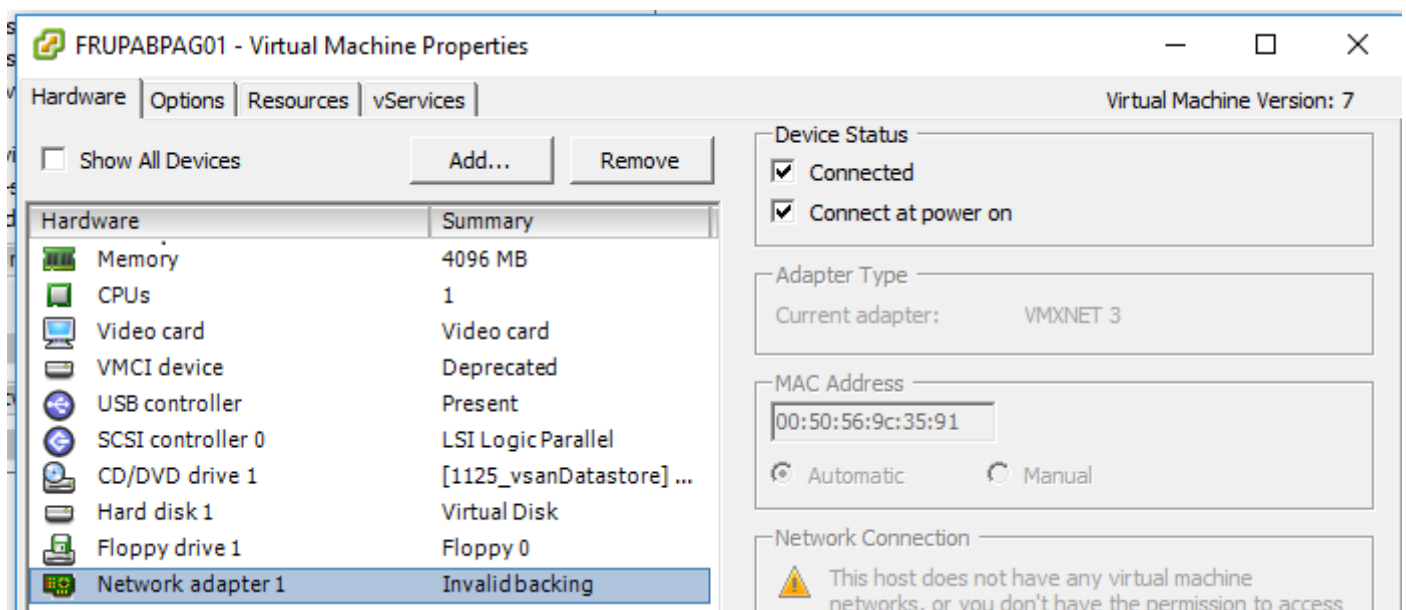 FRUPABPAG01 - Virtual Machine Properties
Hardware Options Resources vServices Virtual Machine Version: 7
Show All Devices Add... Remove
Hardware Summary
Memory 4096 MB
CPUs 1
Video card Video card
VMCI device Deprecated
USB controller Present
SCSI controller 0 LSI Logic Parallel
CD/DVD drive 1 [1125_vsanDatastore] ...
Hard disk 1 Virtual Disk
Floppy drive 1 Floppy 0
Network adapter 1 Invalid backing
Device Status
Connected
Connect at power on
Adapter Type
Current adapter: VMXNET 3
MAC Address
00:50:56:9c:35:91
Automatic Manual
Network Connection
This host does not have any virtual machine
networks, or you don't have the permission to access